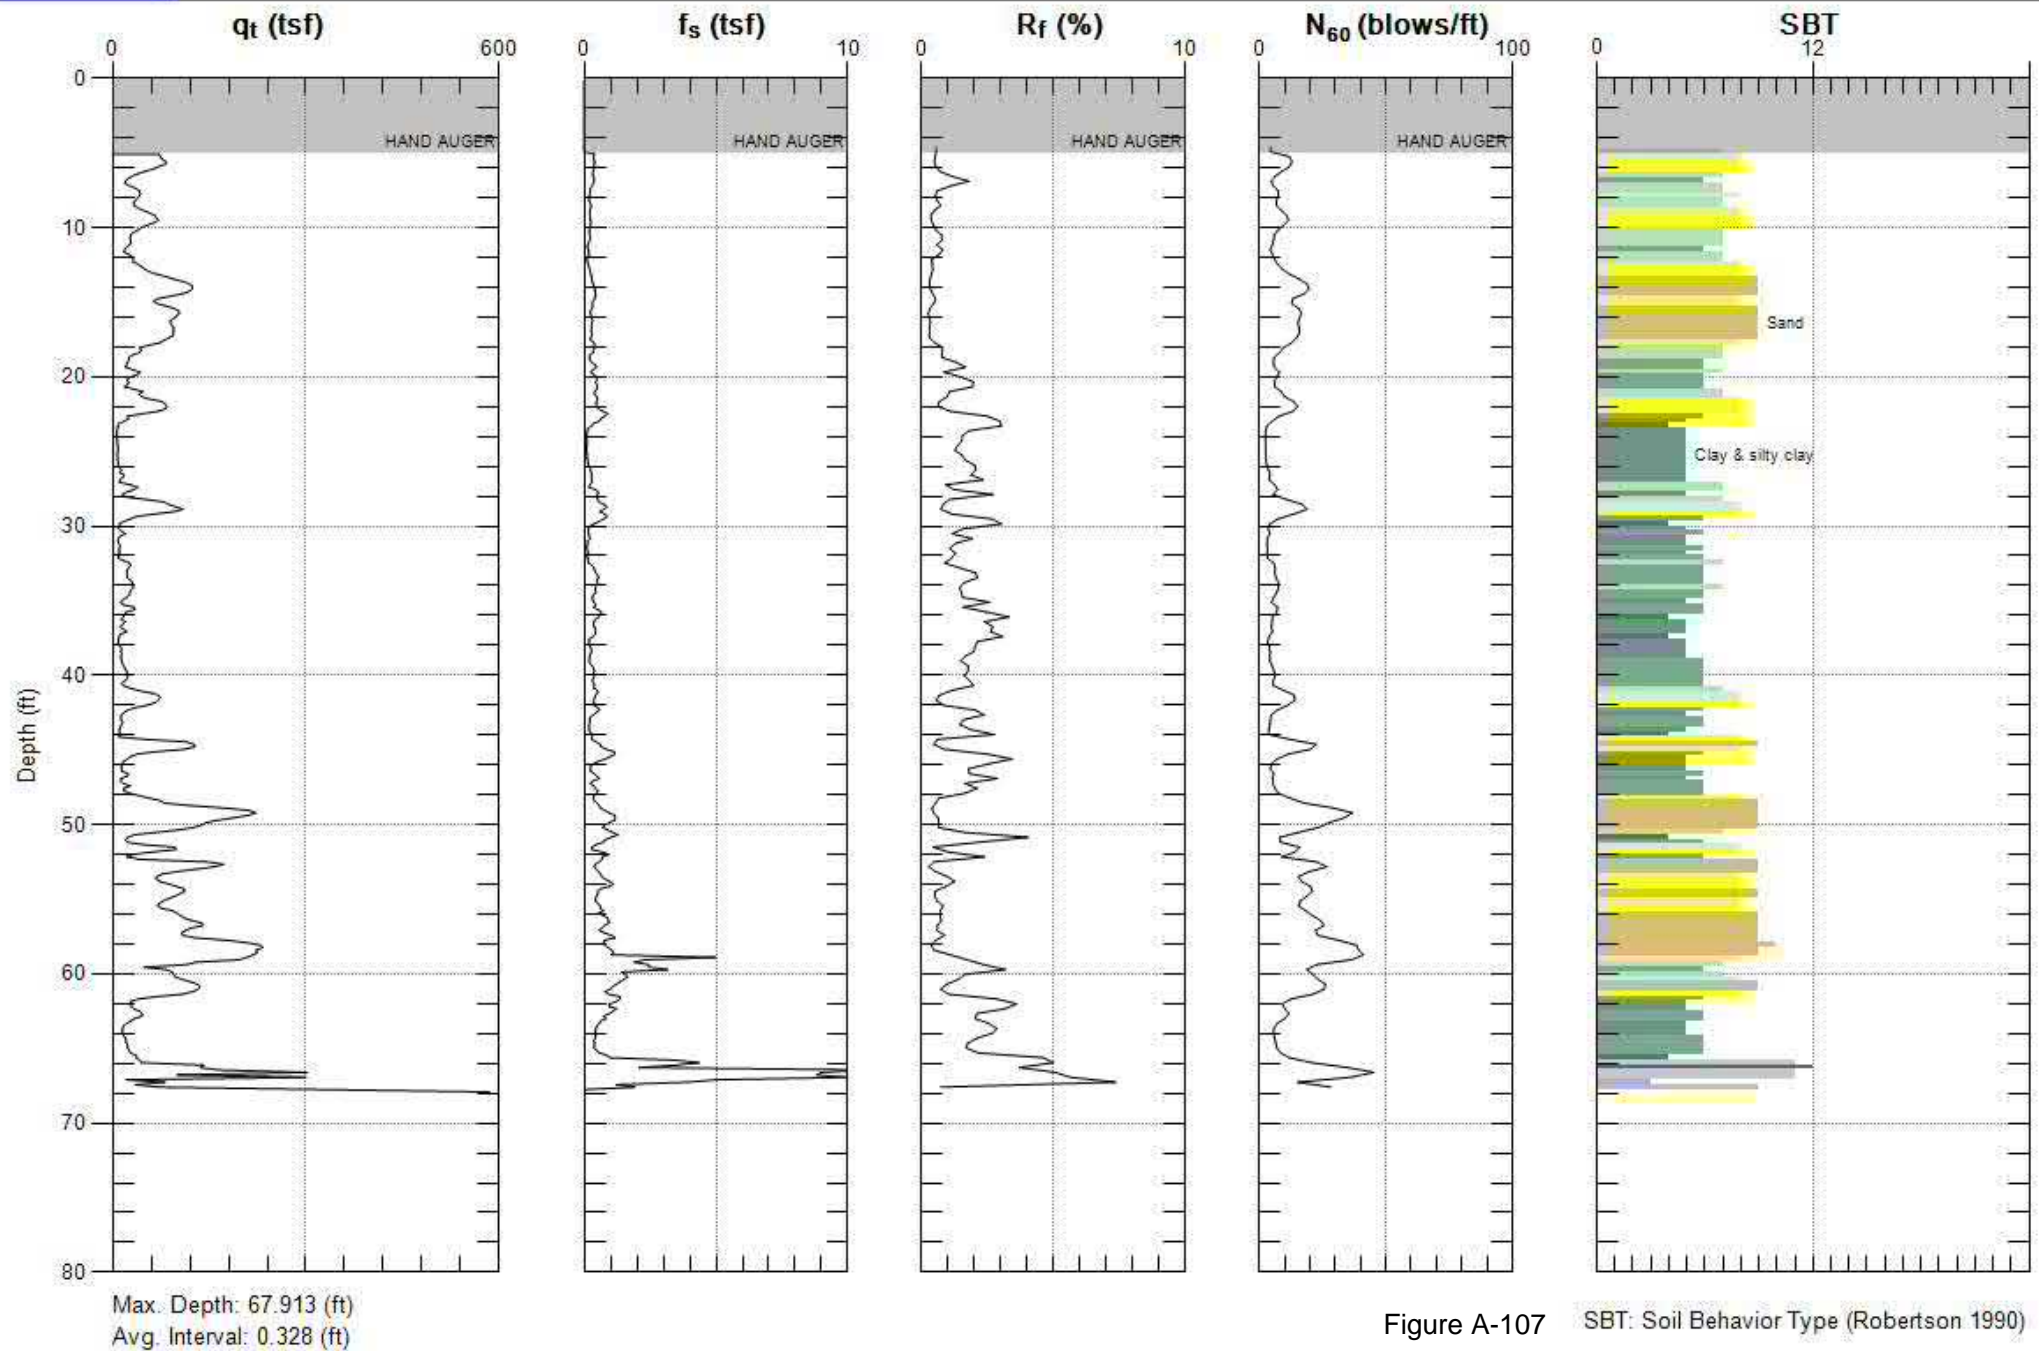 qt (tsf) fs (tsf) Rf (%) N60 (blows/ft) SBT
0 600 0 10 0 10 0 100 0 12
0
HAND AUGER HAND AUGER HAND AUGER HAND AUGER
10
Sand
20
Clay & silty clay
30
40
Depth (ft)
50
60
70
80
Max. Depth: 67.913 (ft)
Avg. Interval: 0.328 (ft)
Figure A-107
SBT: Soil Behavior Type (Robertson 1990)